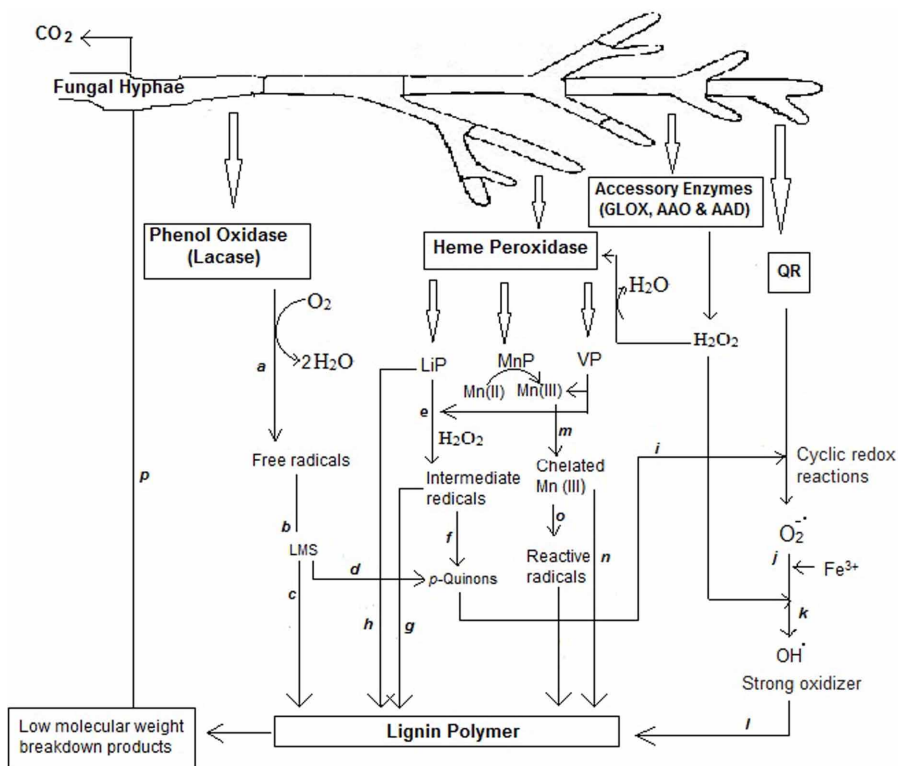 CO2
Fungal Hyphae
Accessory Enzymes
(GLOX, AAO & AAD)
Phenol Oxidase
(Lacase)
Heme Peroxidase
QR
O2
2H2O
a
H2O
H2O2
LiP
MnP
VP
Mn(II)
Mn(III)
e
H2O2
m
i
Free radicals
Intermediate
redicals
Chelated
Mn (III)
Cyclic redox
reactions
p
b
LMS
f
o
n
O2-·
d
p-Quinons
Reactive
radicals
j
Fe3+
c
h
g
k
OH·
Strong oxidizer
l
Low molecular weight
breakdown products
Lignin Polymer